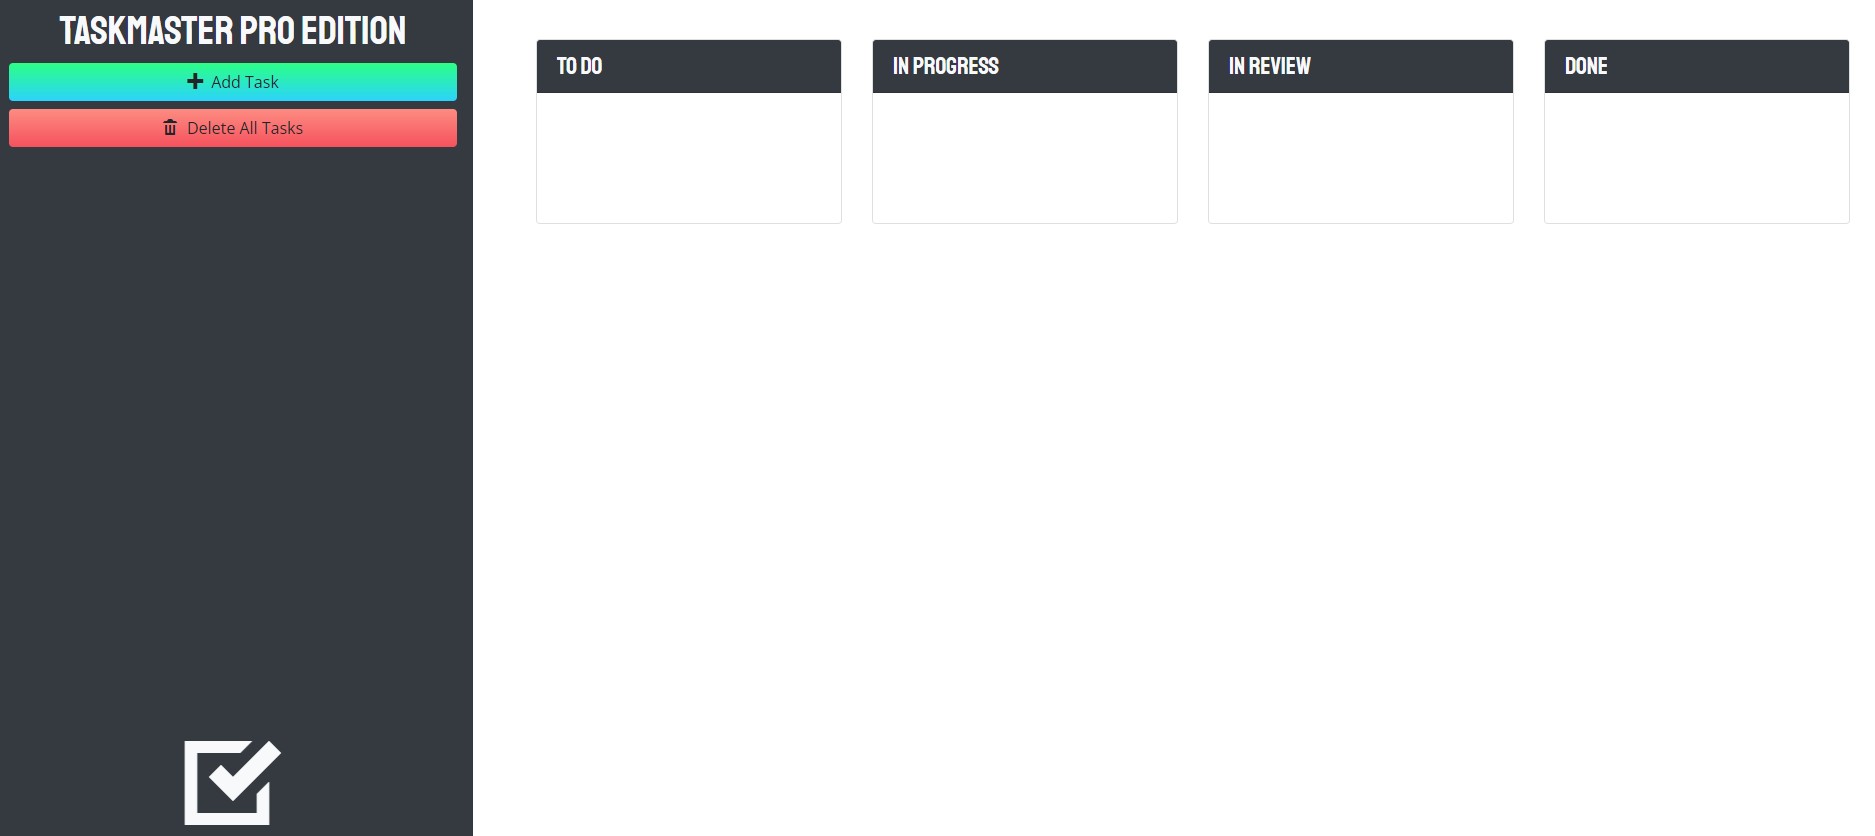 TASKMASTER PRO EDITION
Add Task
Delete All Tasks
TO DO
IN PROGRESS
IN REVIEW
DONE